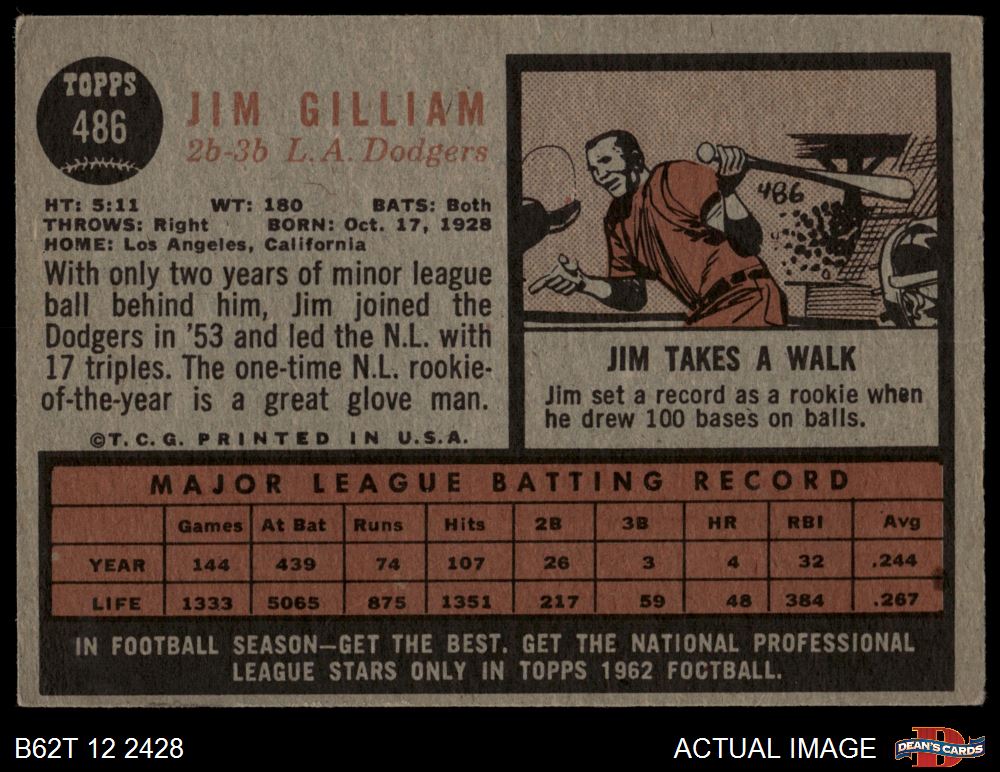 TOPPS
486
JIM GILLIAM
2b-3b L.A. Dodgers
HT: 5:11 WT: 180 BATS: Both
THROWS: Right BORN: Oct. 17, 1928
HOME: Los Angeles, California
With only two years of minor league
ball behind him, Jim joined the
Dodgers in '53 and led the N.L. with
17 triples. The one-time N.L. rookie-
of-the-year is a great glove man.
©T.C.G. PRINTED IN U.S.A.
486
JIM TAKES A WALK
Jim set a record as a rookie when
he drew 100 bases on balls.
MAJOR LEAGUE BATTING RECORD
Games At Bat Runs Hits 2B 3B HR RBI Avg
YEAR 144 439 74 107 26 3 4 32 .244
LIFE 1333 5065 875 1351 217 59 48 384 .267
IN FOOTBALL SEASON—GET THE BEST. GET THE NATIONAL PROFESSIONAL
LEAGUE STARS ONLY IN TOPPS 1962 FOOTBALL.
B62T 12 2428
ACTUAL IMAGE
D
DEAN'S CARDS